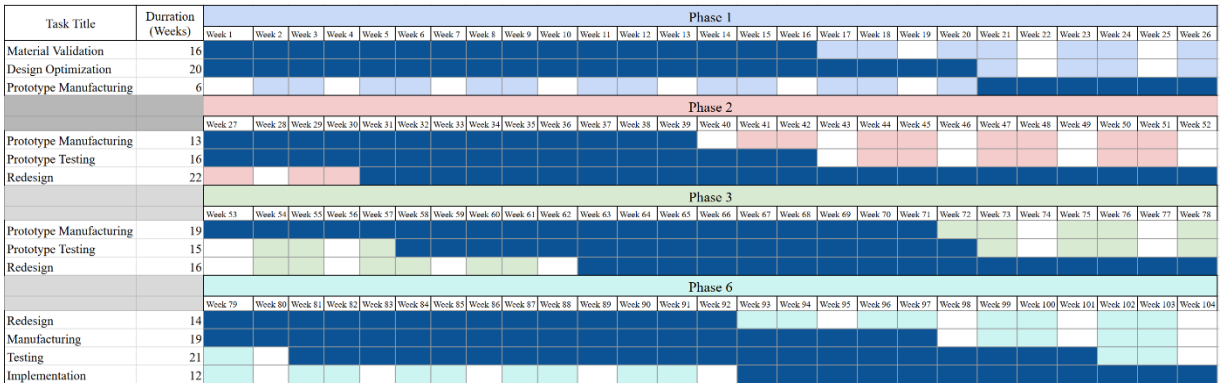 Task Title Durration (Weeks) Phase 1
Week 1 Week 2 Week 3 Week 4 Week 5 Week 6 Week 7 Week 8 Week 9 Week 10 Week 11 Week 12 Week 13 Week 14 Week 15 Week 16 Week 17 Week 18 Week 19 Week 20 Week 21 Week 22 Week 23 Week 24 Week 25 Week 26
Material Validation 16
Design Optimization 20
Prototype Manufacturing 6
Phase 2
Week 27 Week 28 Week 29 Week 30 Week 31 Week 32 Week 33 Week 34 Week 35 Week 36 Week 37 Week 38 Week 39 Week 40 Week 41 Week 42 Week 43 Week 44 Week 45 Week 46 Week 47 Week 48 Week 49 Week 50 Week 51 Week 52
Prototype Manufacturing 13
Prototype Testing 16
Redesign 22
Phase 3
Week 53 Week 54 Week 55 Week 56 Week 57 Week 58 Week 59 Week 60 Week 61 Week 62 Week 63 Week 64 Week 65 Week 66 Week 67 Week 68 Week 69 Week 70 Week 71 Week 72 Week 73 Week 74 Week 75 Week 76 Week 77 Week 78
Prototype Manufacturing 19
Prototype Testing 15
Redesign 16
Phase 6
Week 79 Week 80 Week 81 Week 82 Week 83 Week 84 Week 85 Week 86 Week 87 Week 88 Week 89 Week 90 Week 91 Week 92 Week 93 Week 94 Week 95 Week 96 Week 97 Week 98 Week 99 Week 100 Week 101 Week 102 Week 103 Week 104
Redesign 14
Manufacturing 19
Testing 21
Implementation 12